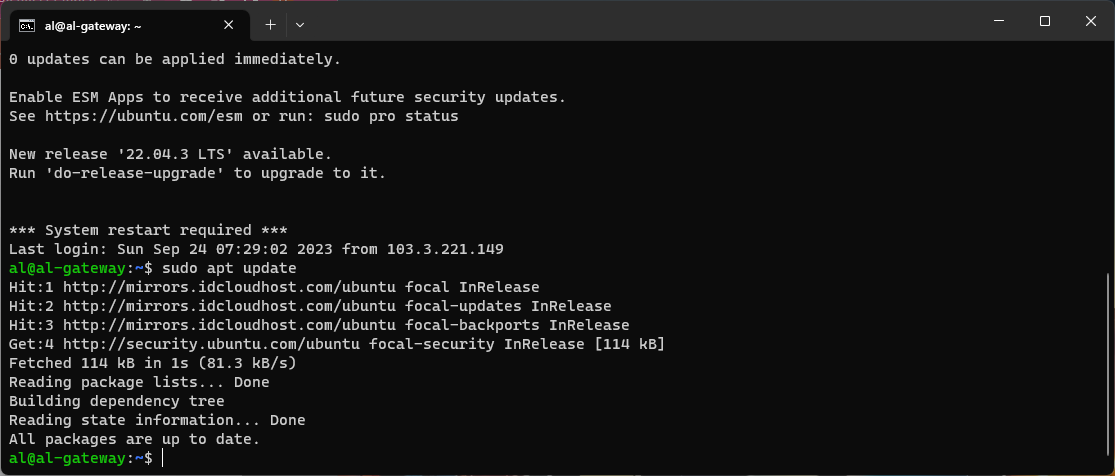 al@al-gateway: ~
0 updates can be applied immediately.
Enable ESM Apps to receive additional future security updates.
See https://ubuntu.com/esm or run: sudo pro status
New release '22.04.3 LTS' available.
Run 'do-release-upgrade' to upgrade to it.
*** System restart required ***
Last login: Sun Sep 24 07:29:02 2023 from 103.3.221.149
al@al-gateway:~$ sudo apt update
Hit:1 http://mirrors.idcloudhost.com/ubuntu focal InRelease
Hit:2 http://mirrors.idcloudhost.com/ubuntu focal-updates InRelease
Hit:3 http://mirrors.idcloudhost.com/ubuntu focal-backports InRelease
Get:4 http://security.ubuntu.com/ubuntu focal-security InRelease [114 kB]
Fetched 114 kB in 1s (81.3 kB/s)
Reading package lists... Done
Building dependency tree
Reading state information... Done
All packages are up to date.
al@al-gateway:~$